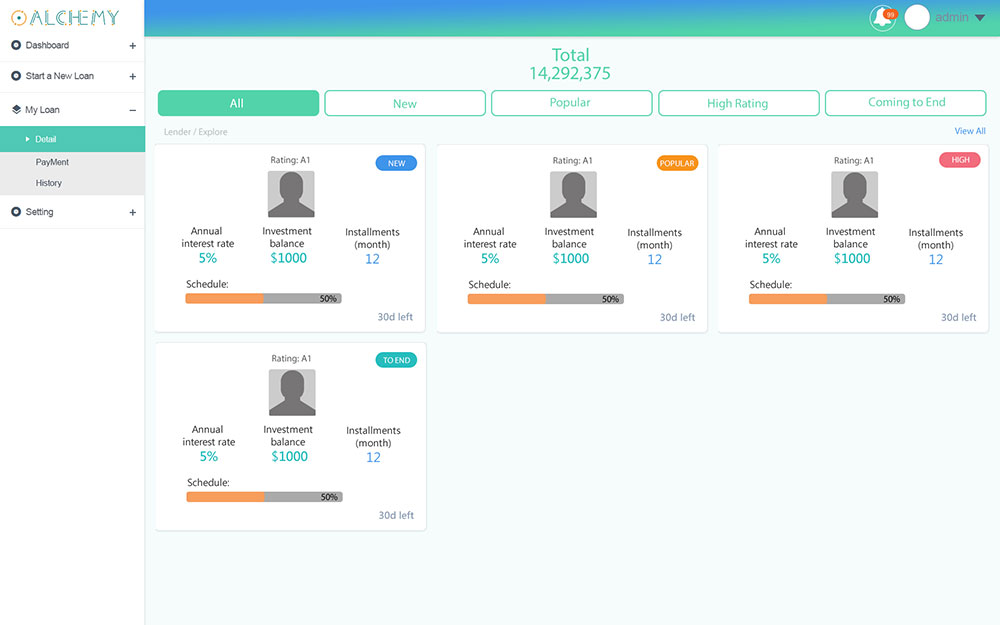 ALCHEMY
99
admin
Dashboard +
Start a New Loan +
My Loan −
Detail
PayMent
History
Setting +
Total
14,292,375
All New Popular High Rating Coming to End
Lender / Explore
View All
Rating: A1
NEW
Annual interest rate
5%
Investment balance
$1000
Installments (month)
12
Schedule:
50%
30d left
Rating: A1
POPULAR
Annual interest rate
5%
Investment balance
$1000
Installments (month)
12
Schedule:
50%
30d left
Rating: A1
HIGH
Annual interest rate
5%
Investment balance
$1000
Installments (month)
12
Schedule:
50%
30d left
Rating: A1
TO END
Annual interest rate
5%
Investment balance
$1000
Installments (month)
12
Schedule:
50%
30d left